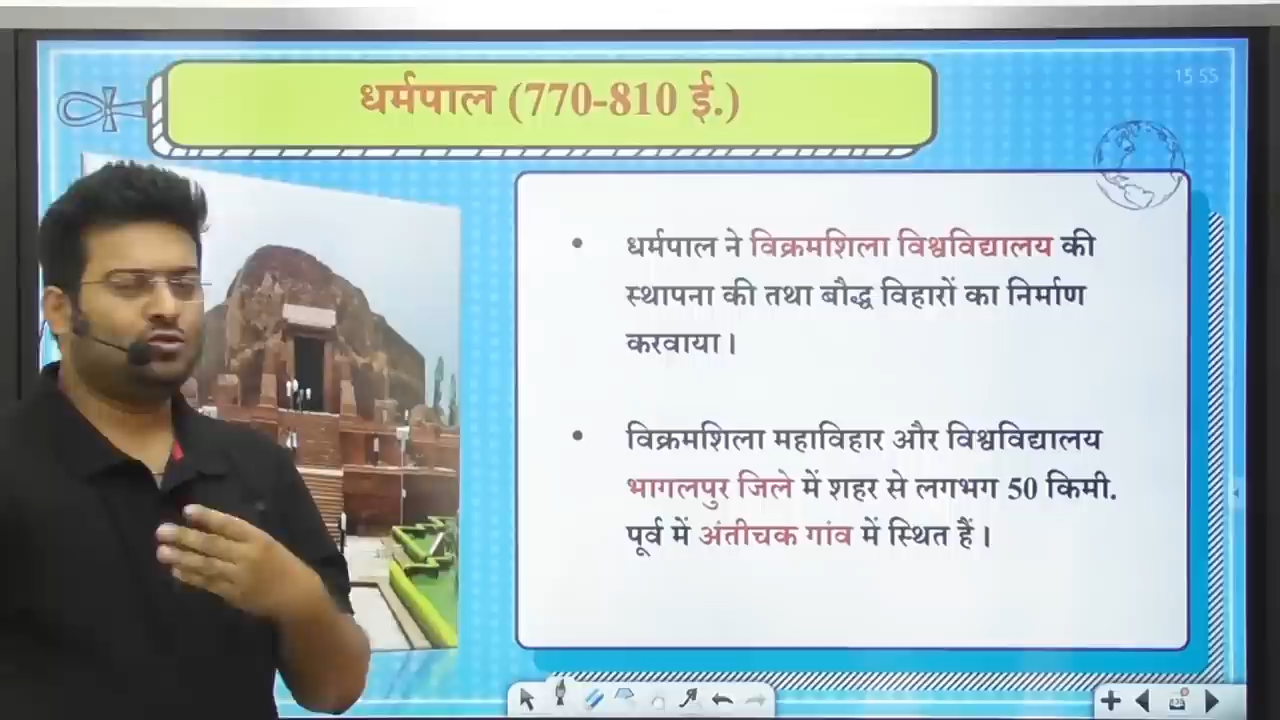 धर्मपाल (770-810 ई.)
15 55
धर्मपाल ने विक्रमशिला विश्वविद्यालय की
स्थापना की तथा बौद्ध विहारों का निर्माण
करवाया।
विक्रमशिला महाविहार और विश्वविद्यालय
भागलपुर जिले में शहर से लगभग 50 किमी.
पूर्व में अंतीचक गांव में स्थित हैं।